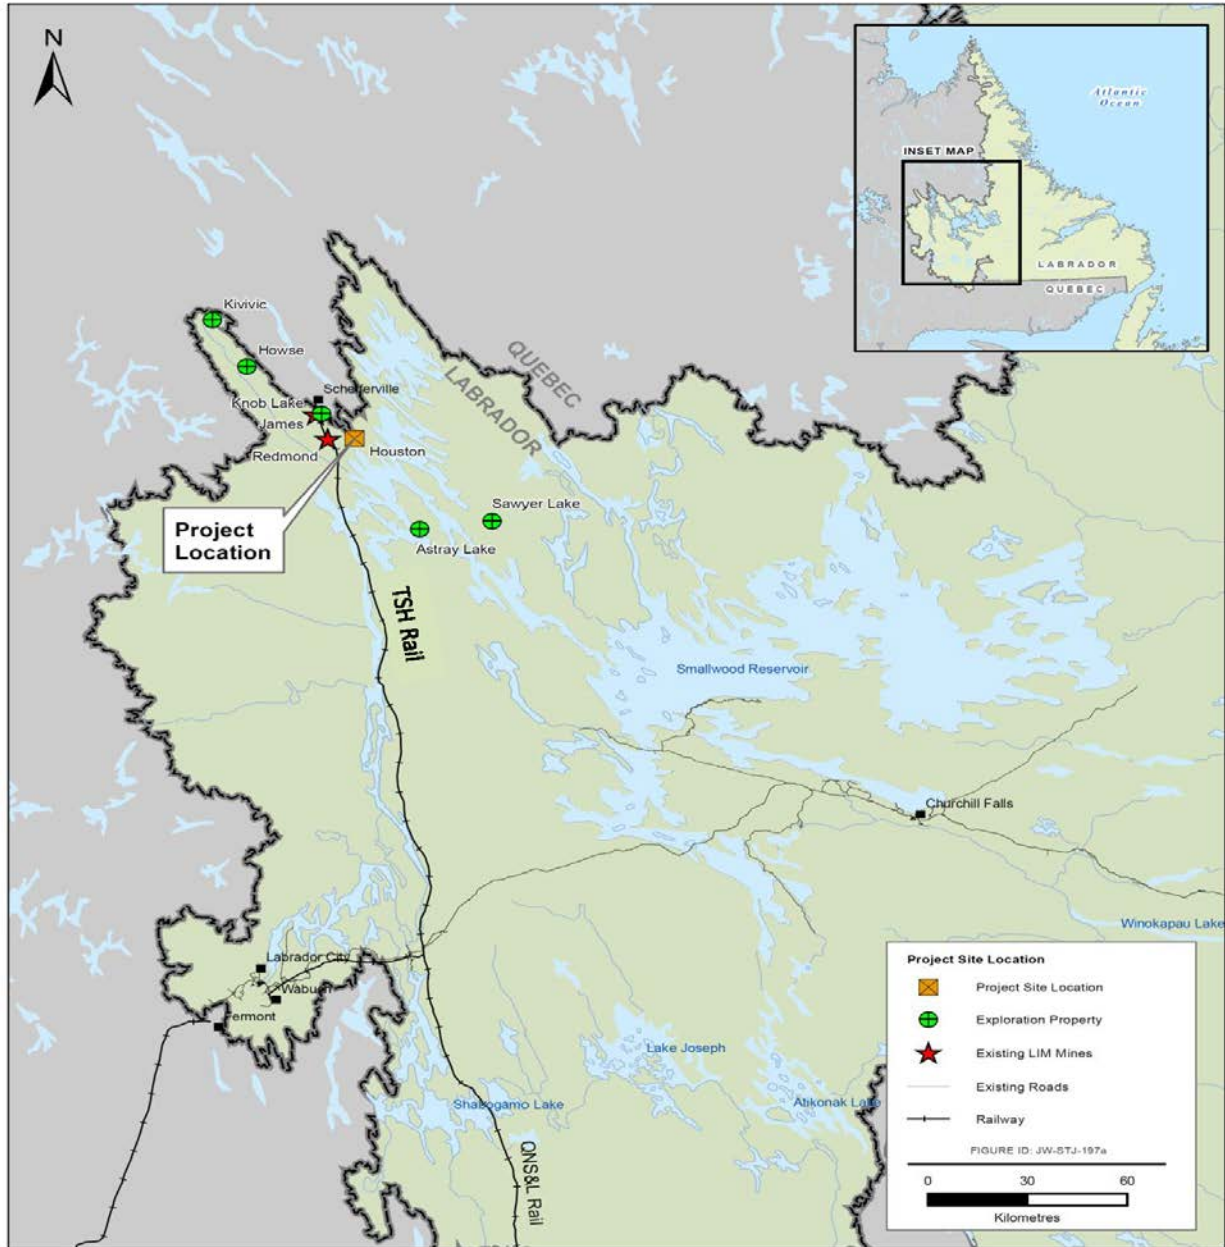 N
Atlantic
Ocean
INSET MAP
LABRADOR
QUEBEC
Kivivic
Howse
Schefferville
Knob Lake
James
Redmond
Houston
QUEBEC
LABRADOR
Project
Location
Sawyer Lake
Astray Lake
TSH Rail
Smallwood Reservoir
Churchill Falls
Winokapau Lake
Labrador City
Wabush
Fermont
Lake Joseph
Shabogamo Lake
Atikonak Lake
QNS&L Rail
Project Site Location
Project Site Location
Exploration Property
Existing LIM Mines
Existing Roads
Railway
FIGURE ID: JW-STJ-197a
0 30 60
Kilometres